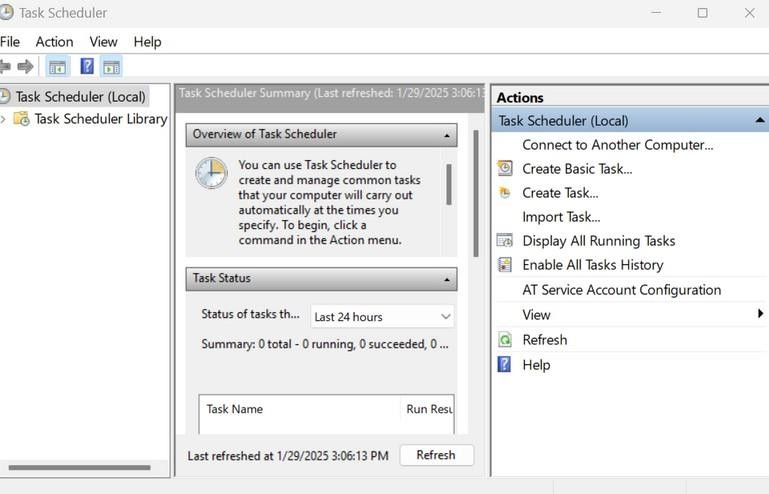 Task Scheduler
File Action View Help
Task Scheduler (Local)
Task Scheduler Library
Task Scheduler Summary (Last refreshed: 1/29/2025 3:06:13
Overview of Task Scheduler
You can use Task Scheduler to
create and manage common tasks
that your computer will carry out
automatically at the times you
specify. To begin, click a
command in the Action menu.
Task Status
Status of tasks th... Last 24 hours
Summary: 0 total - 0 running, 0 succeeded, 0 ...
Task Name Run Resu
Last refreshed at 1/29/2025 3:06:13 PM Refresh
Actions
Task Scheduler (Local)
Connect to Another Computer...
Create Basic Task...
Create Task...
Import Task...
Display All Running Tasks
Enable All Tasks History
AT Service Account Configuration
View
Refresh
Help